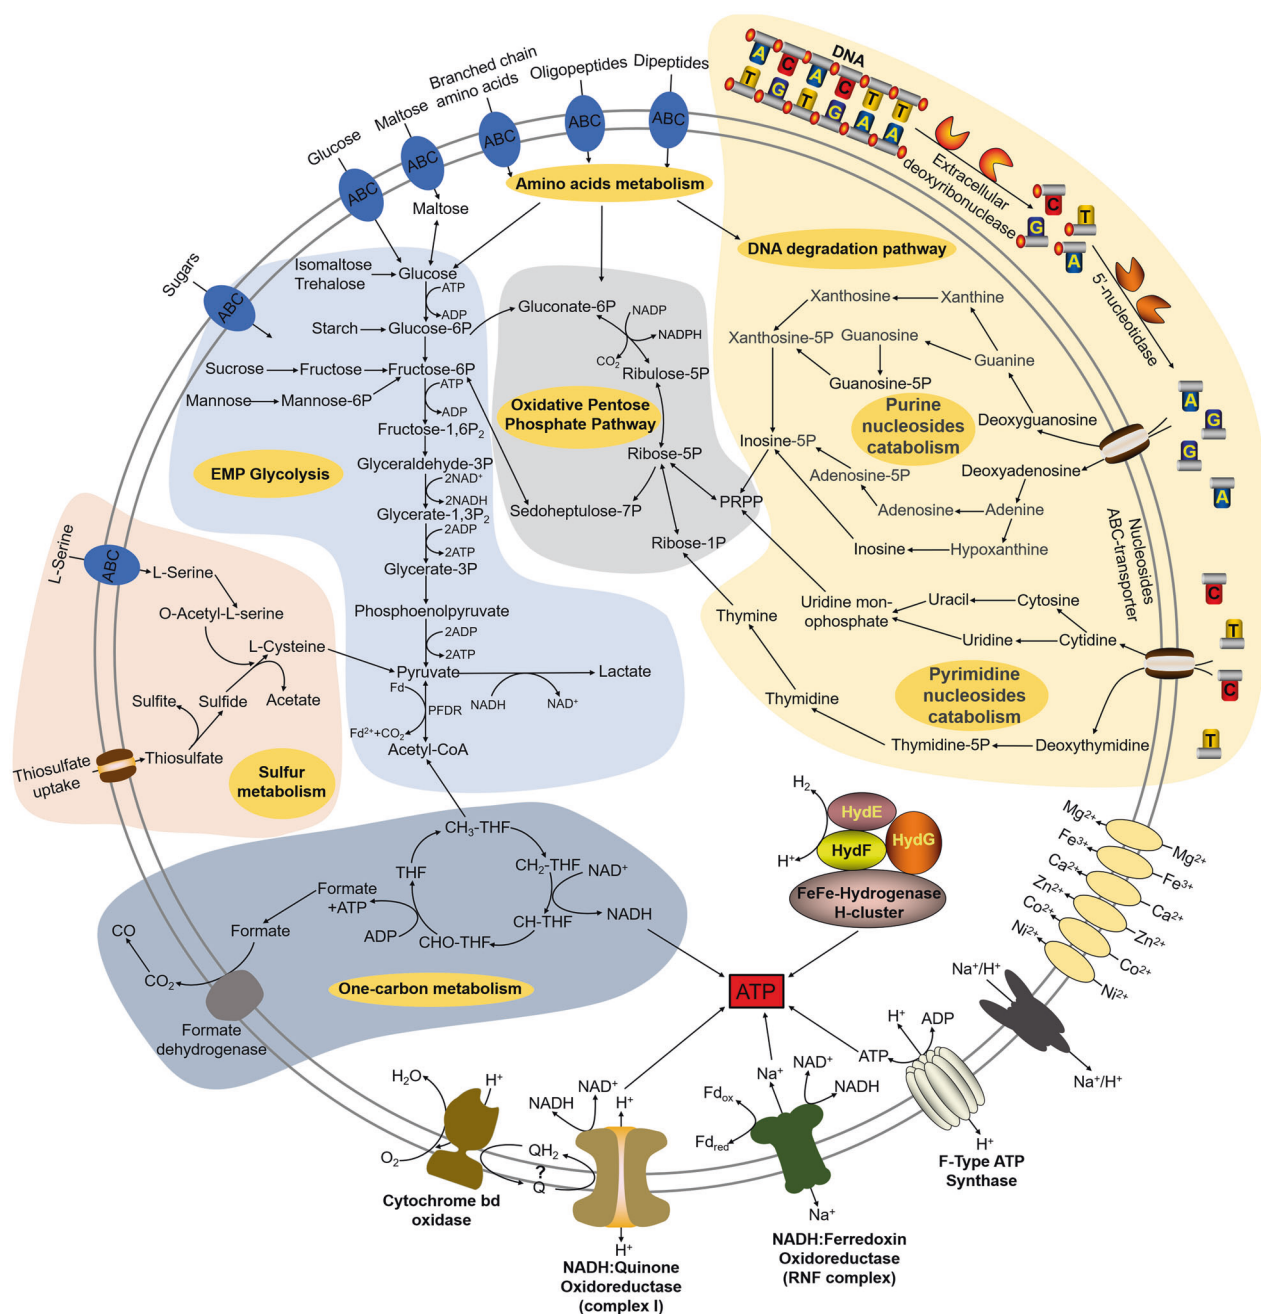 Glucose
Maltose
Branched chain
amino acids
Oligopeptides
Dipeptides
ABC
ABC
ABC
ABC
ABC
DNA
A
C
A
C
T
T
T
G
T
G
A
A
Extracellular
deoxyribonuclease
C
T
G
A
5'-nucleotidase
A
G
G
A
Nucleosides
ABC-transporter
C
T
C
T
Amino acids metabolism
DNA degradation pathway
Maltose
Sugars
ABC
Isomaltose
Trehalose
Glucose
ATP
ADP
Starch
Glucose-6P
Sucrose
Fructose
Fructose-6P
Mannose
Mannose-6P
ATP
ADP
Fructose-1,6P₂
EMP Glycolysis
Glyceraldehyde-3P
2NAD⁺
2NADH
Glycerate-1,3P₂
2ADP
2ATP
Glycerate-3P
Phosphoenolpyruvate
2ADP
2ATP
Pyruvate
Lactate
NADH
NAD⁺
Fd
PFDR
Fd²⁺+CO₂
Acetyl-CoA
Gluconate-6P
NADP
NADPH
CO₂
Ribulose-5P
Oxidative Pentose
Phosphate Pathway
Ribose-5P
Sedoheptulose-7P
PRPP
Ribose-1P
Xanthosine
Xanthine
Xanthosine-5P
Guanosine
Guanine
Guanosine-5P
Purine
nucleosides
catabolism
Deoxyguanosine
Inosine-5P
Deoxyadenosine
Adenosine-5P
Adenosine
Adenine
Inosine
Hypoxanthine
Thymine
Uridine mon-
ophosphate
Uracil
Cytosine
Uridine
Cytidine
Pyrimidine
nucleosides
catabolism
Thymidine
Thymidine-5P
Deoxythymidine
L-Serine
ABC
L-Serine
O-Acetyl-L-serine
L-Cysteine
Sulfite
Sulfide
Acetate
Thiosulfate
uptake
Thiosulfate
Sulfur
metabolism
CH₃-THF
THF
CH₂-THF
NAD⁺
Formate
+ATP
CH-THF
NADH
ADP
CHO-THF
Formate
CO
CO₂
One-carbon metabolism
Formate
dehydrogenase
H₂
H⁺
HydE
HydF
HydG
FeFe-Hydrogenase
H-cluster
Mg²⁺
Mg²⁺
Fe³⁺
Fe³⁺
Ca²⁺
Ca²⁺
Zn²⁺
Zn²⁺
Co²⁺
Co²⁺
Ni²⁺
Ni²⁺
Na⁺/H⁺
Na⁺/H⁺
ATP
H₂O
H⁺
O₂
QH₂
?
Q
Cytochrome bd
oxidase
NADH
NAD⁺
H⁺
H⁺
NADH:Quinone
Oxidoreductase
(complex I)
Na⁺
NAD⁺
NADH
Fdox
Fdred
Na⁺
NADH:Ferredoxin
Oxidoreductase
(RNF complex)
ATP
H⁺
ADP
H⁺
F-Type ATP
Synthase